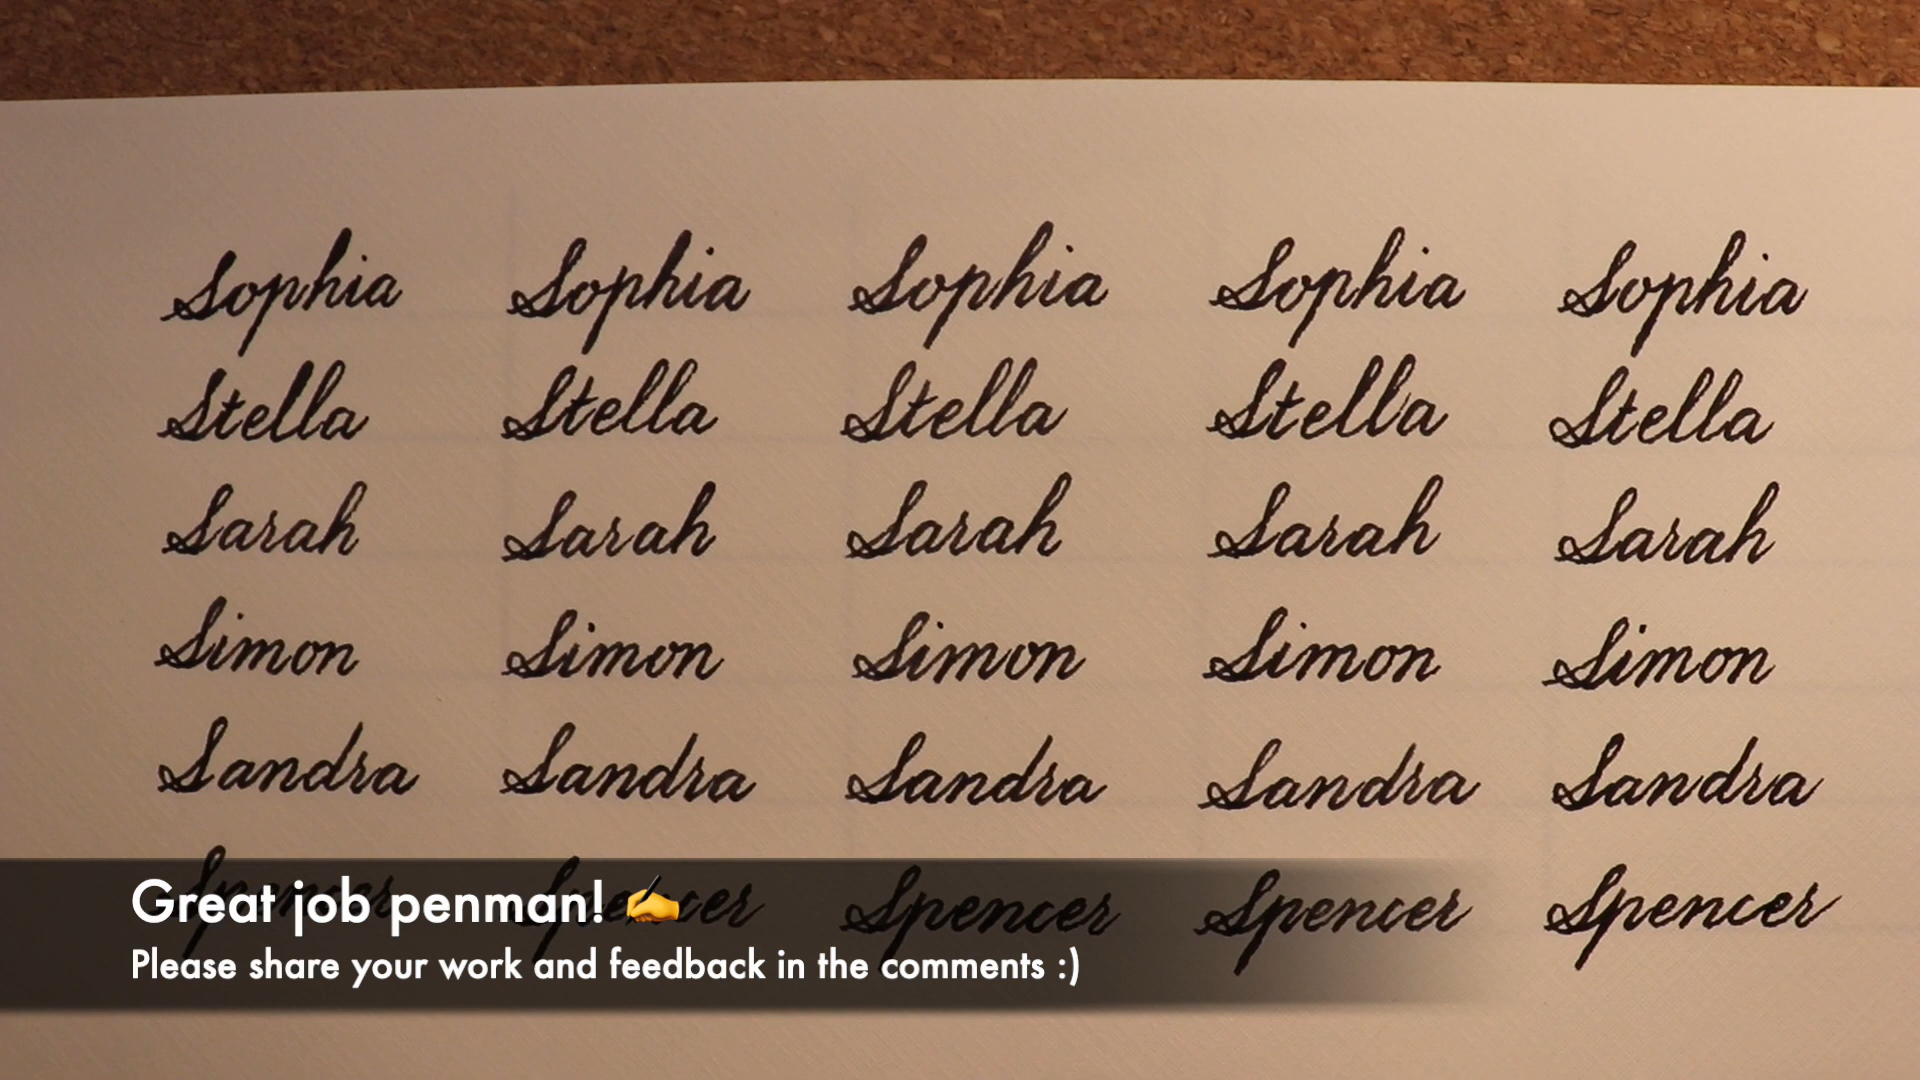 Sophia Sophia Sophia Sophia Sophia
Stella Stella Stella Stella Stella
Sarah Sarah Sarah Sarah Sarah
Simon Simon Simon Simon Simon
Sandra Sandra Sandra Sandra Sandra
Spencer Spencer Spencer Spencer Spencer
Great job penman! ✍️
Please share your work and feedback in the comments :)